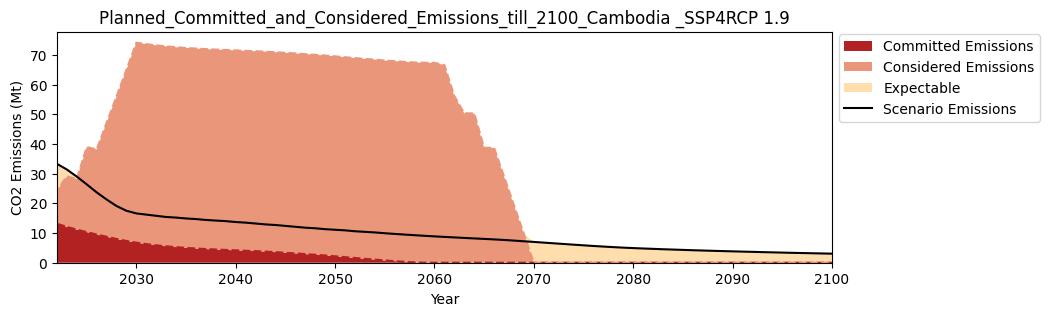 Planned_Committed_and_Considered_Emissions_till_2100_Cambodia _SSP4RCP 1.9
CO2 Emissions (Mt)
70
60
50
40
30
20
10
0
2030 2040 2050 2060 2070 2080 2090 2100
Year
Committed Emissions
Considered Emissions
Expectable
Scenario Emissions